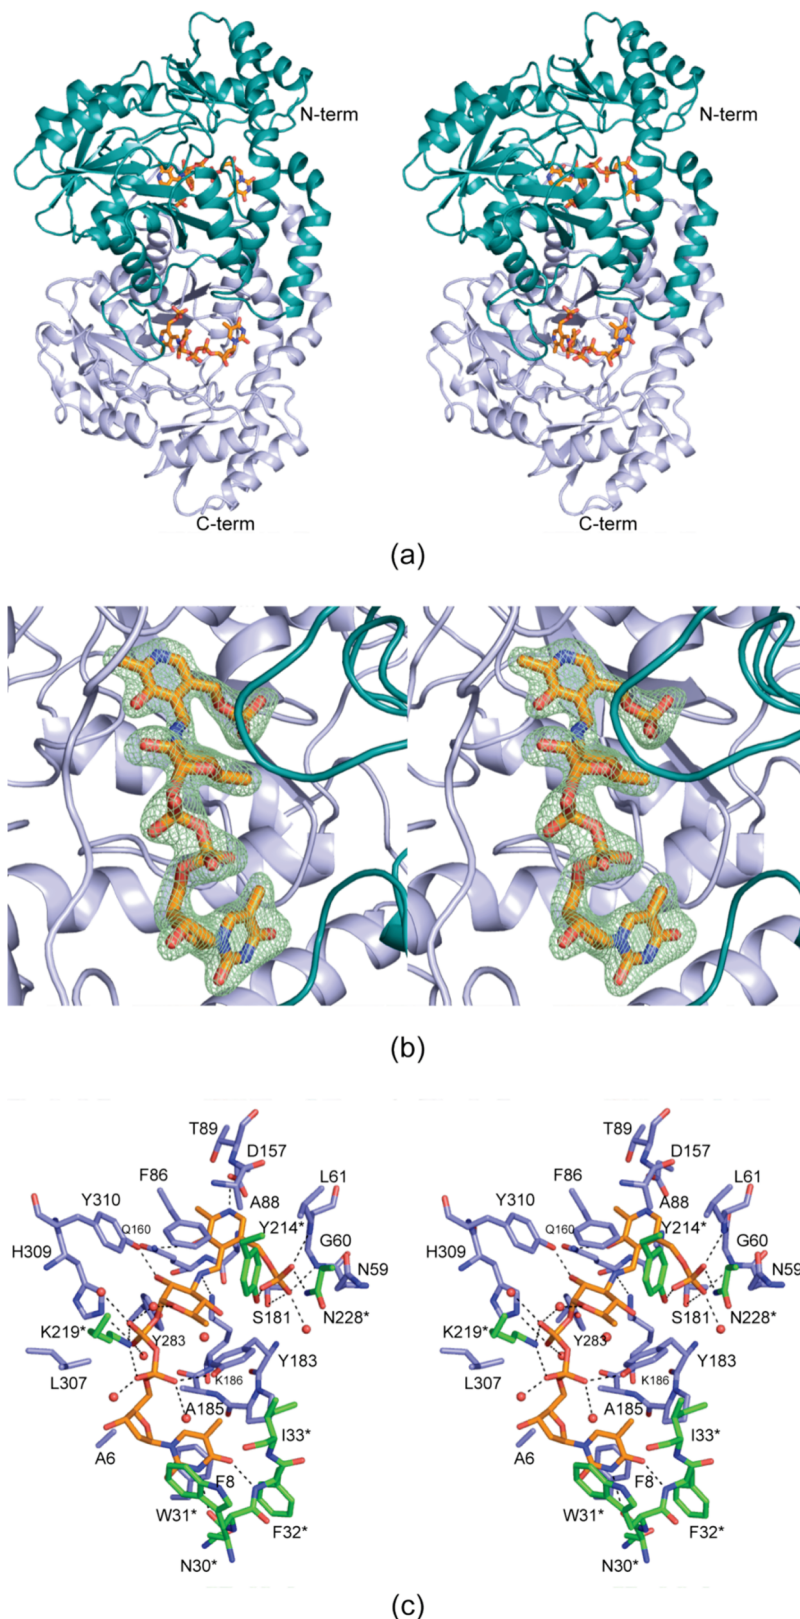 N-term N-term
C-term C-term
(a)
(b)
T89 T89
D157 D157
F86 L61 F86 L61
Y310 A88 Y310 A88
Q160 Y214* Q160 Y214*
H309 G60 H309 G60
N59 N59
S181 N228* S181 N228*
K219* Y283 K219* Y283
L307 Y183 L307 Y183
K186 K186
A185 A185
I33* I33*
A6 F8 A6 F8
W31* W31*
F32* F32*
N30* N30*
(c)